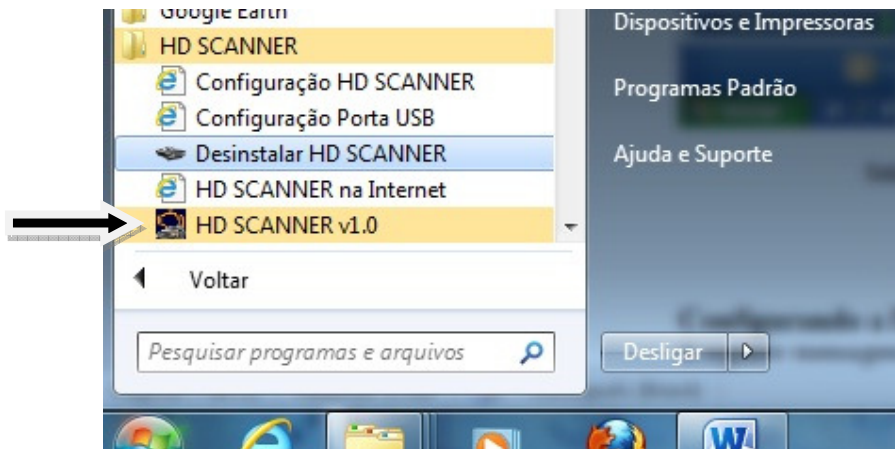 Google Earth
HD SCANNER
Configuração HD SCANNER
Configuração Porta USB
Desinstalar HD SCANNER
HD SCANNER na Internet
HD SCANNER v1.0
Voltar
Pesquisar programas e arquivos
Dispositivos e Impressoras
Programas Padrão
Ajuda e Suporte
Desligar